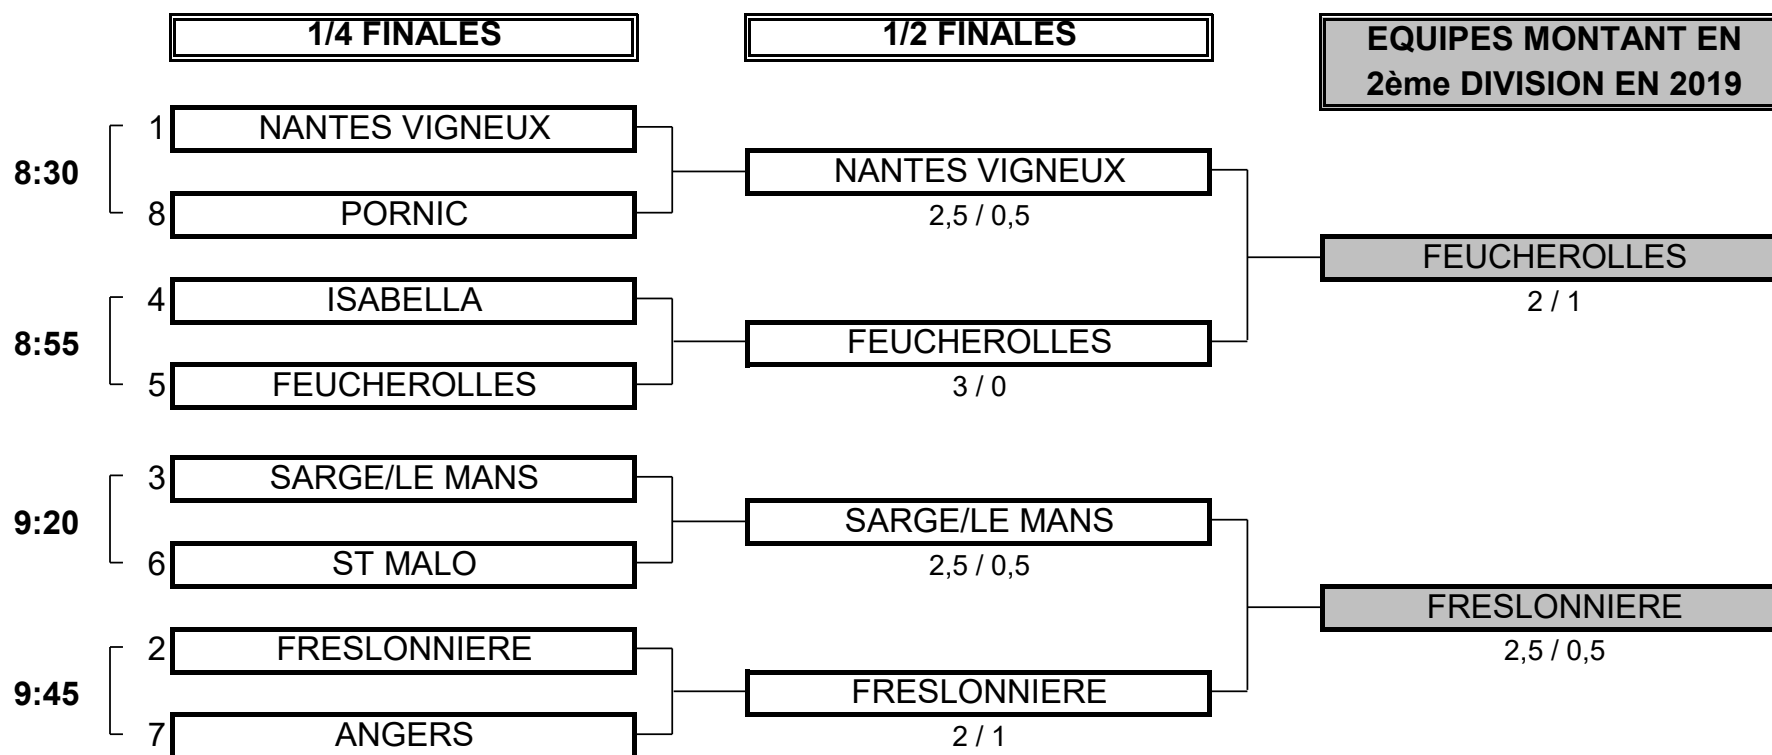 1/4 FINALES
1/2 FINALES
EQUIPES MONTANT EN
2ème DIVISION EN 2019
8:30
1 NANTES VIGNEUX
8 PORNIC
NANTES VIGNEUX
2,5 / 0,5
FEUCHEROLLES
2 / 1
8:55
4 ISABELLA
5 FEUCHEROLLES
FEUCHEROLLES
3 / 0
9:20
3 SARGE/LE MANS
6 ST MALO
SARGE/LE MANS
2,5 / 0,5
FRESLONNIERE
2,5 / 0,5
9:45
2 FRESLONNIERE
7 ANGERS
FRESLONNIERE
2 / 1